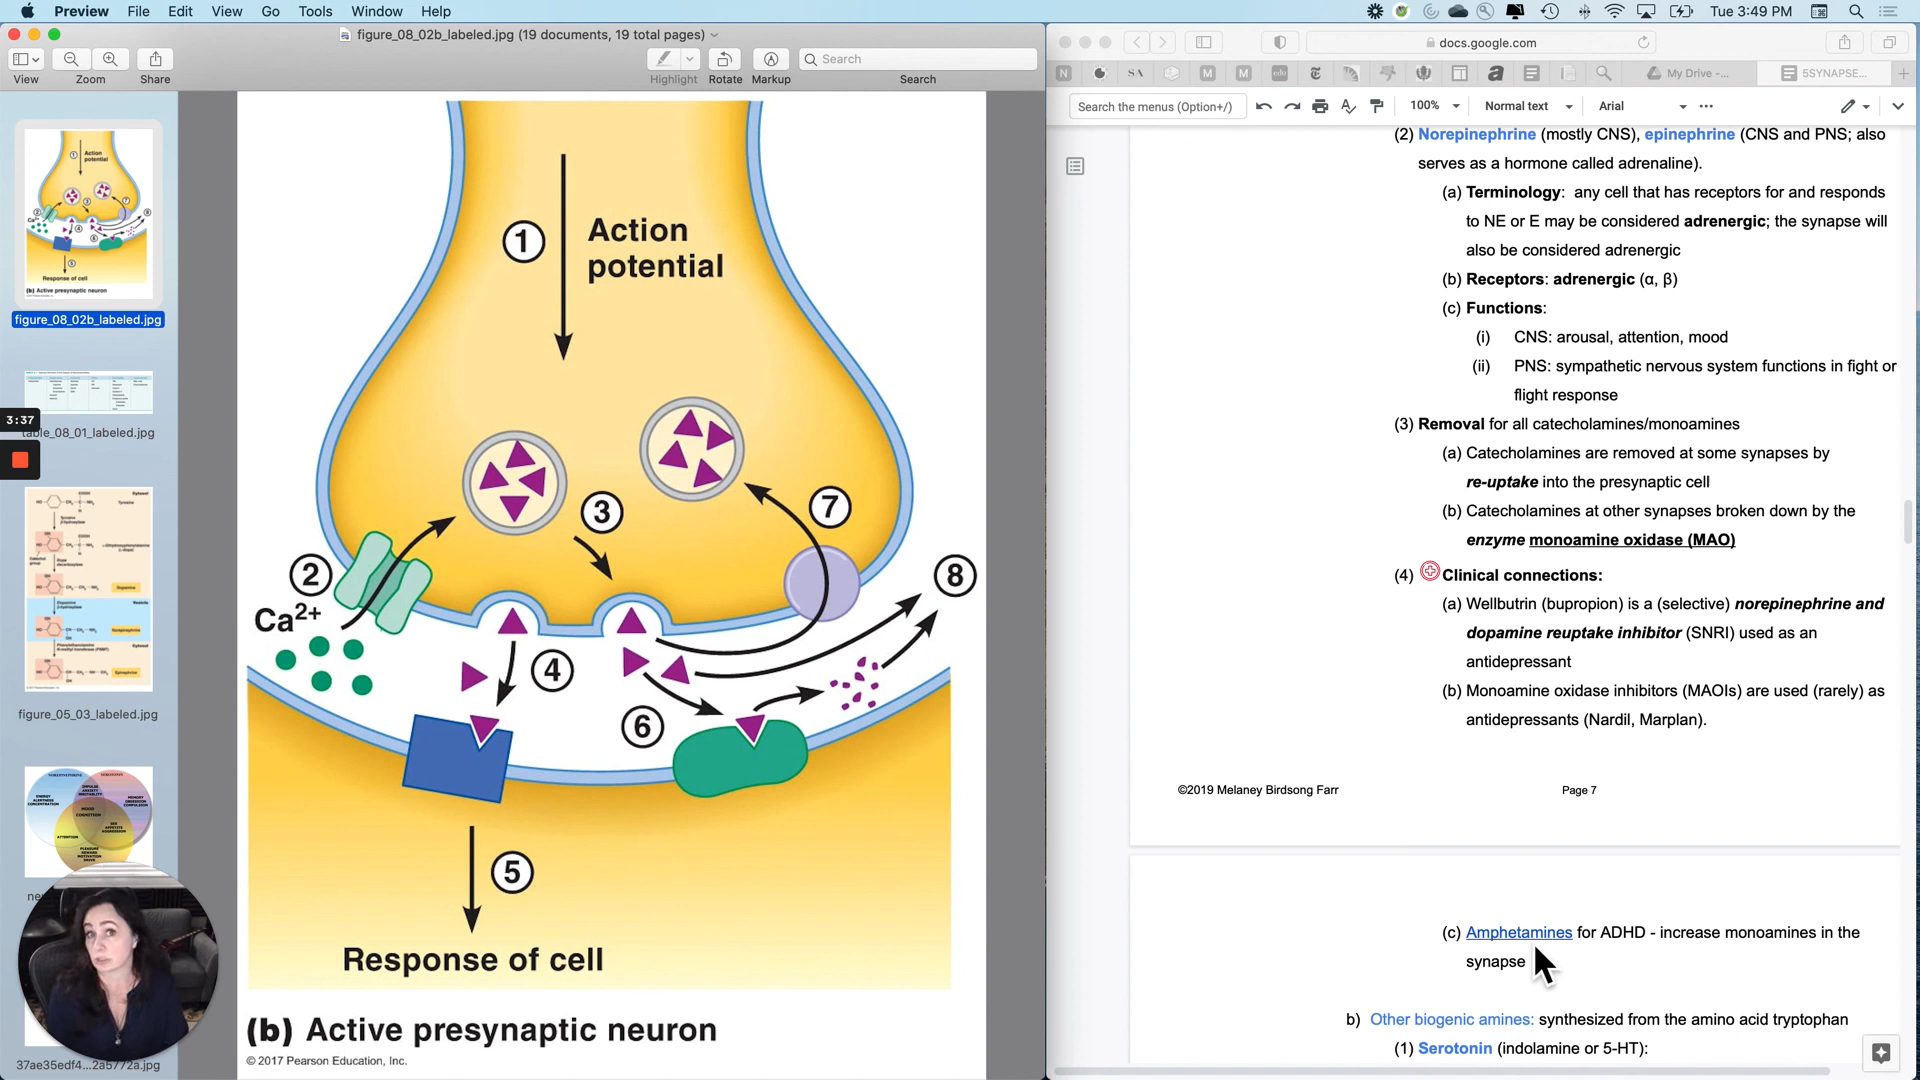 Preview File Edit View Go Tools Window Help
Tue 3:49 PM
figure_08_02b_labeled.jpg (19 documents, 19 total pages)
Search
View Zoom Share Highlight Rotate Markup Search
figure_08_02b_labeled.jpg
3:37
table_08_01_labeled.jpg
figure_05_03_labeled.jpg
37ae35edf4...2a5772a.jpg
1
Action
potential
2
Ca2+
3
7
8
4
6
5
Response of cell
(b) Active presynaptic neuron
© 2017 Pearson Education, Inc.
docs.google.com
My Drive -...
5SYNAPSE...
Search the menus (Option+/)
100%
Normal text
Arial
(2) Norepinephrine (mostly CNS), epinephrine (CNS and PNS; also
serves as a hormone called adrenaline).
(a) Terminology: any cell that has receptors for and responds
to NE or E may be considered adrenergic; the synapse will
also be considered adrenergic
(b) Receptors: adrenergic (α, β)
(c) Functions:
(i) CNS: arousal, attention, mood
(ii) PNS: sympathetic nervous system functions in fight or
flight response
(3) Removal for all catecholamines/monoamines
(a) Catecholamines are removed at some synapses by
re-uptake into the presynaptic cell
(b) Catecholamines at other synapses broken down by the
enzyme monoamine oxidase (MAO)
(4) Clinical connections:
(a) Wellbutrin (bupropion) is a (selective) norepinephrine and
dopamine reuptake inhibitor (SNRI) used as an
antidepressant
(b) Monoamine oxidase inhibitors (MAOIs) are used (rarely) as
antidepressants (Nardil, Marplan).
©2019 Melaney Birdsong Farr
Page 7
(c) Amphetamines for ADHD - increase monoamines in the
synapse
b) Other biogenic amines: synthesized from the amino acid tryptophan
(1) Serotonin (indolamine or 5-HT):